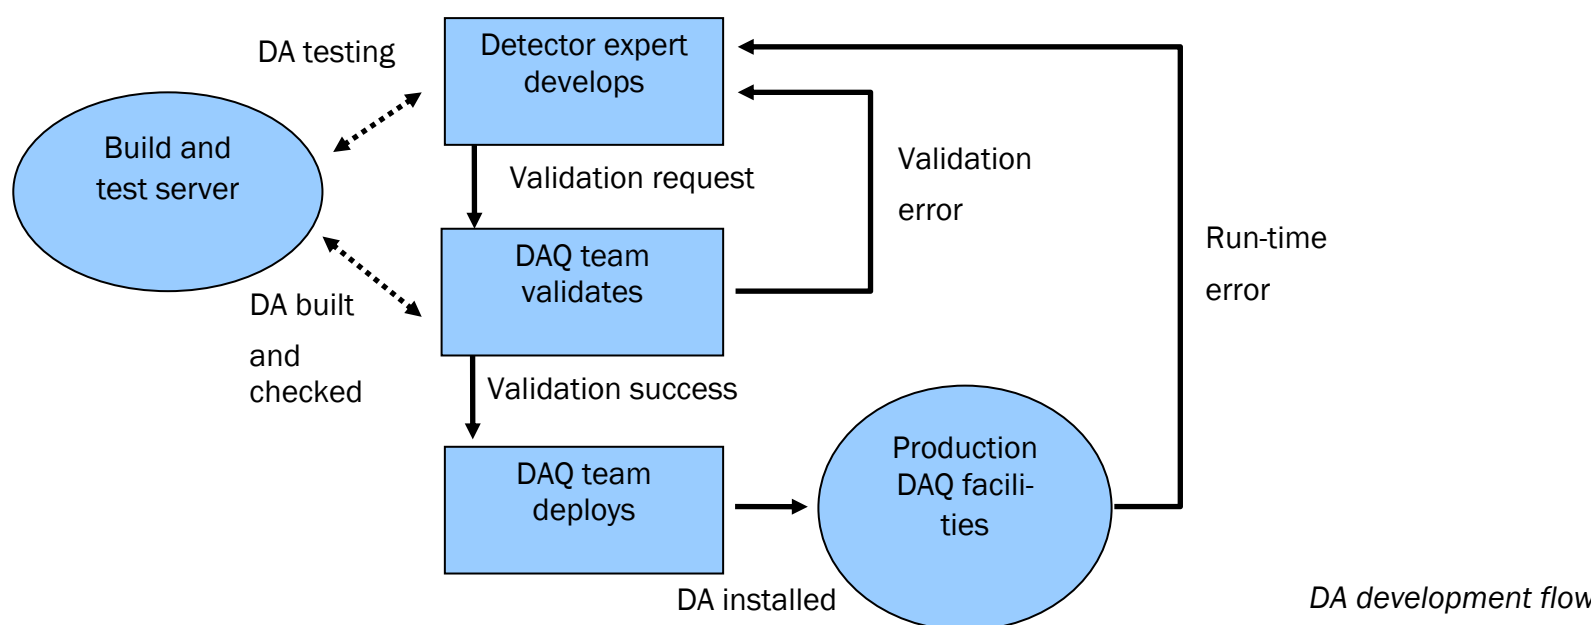 DA testing
Detector expert
develops
Build and
test server
Validation request
Validation
error
Run-time
error
DAQ team
validates
DA built
and
checked
Validation success
DAQ team
deploys
Production
DAQ facili-
ties
DA installed
DA development flow